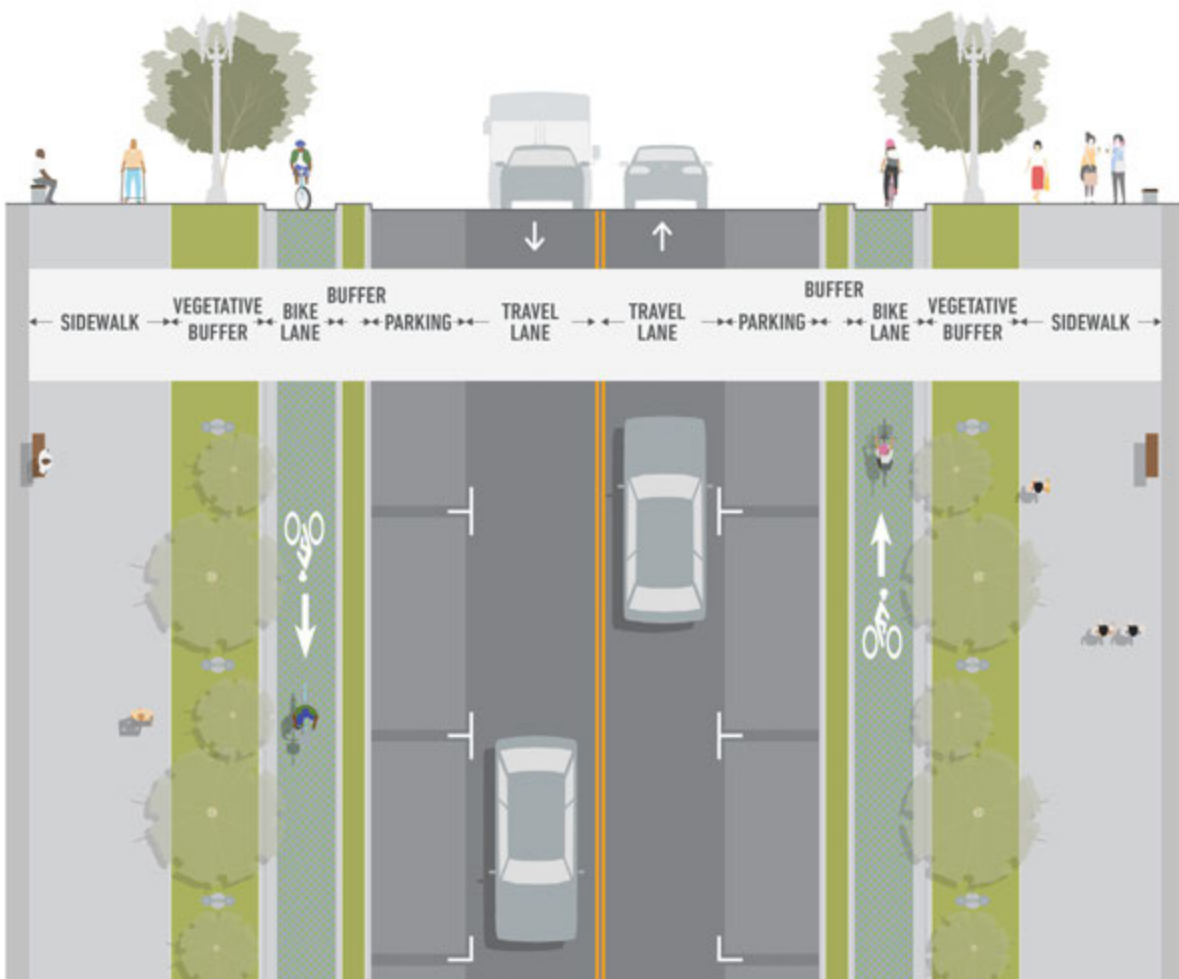 SIDEWALK
VEGETATIVE
BUFFER
BIKE
LANE
BUFFER
PARKING
TRAVEL
LANE
TRAVEL
LANE
PARKING
BUFFER
BIKE
LANE
VEGETATIVE
BUFFER
SIDEWALK